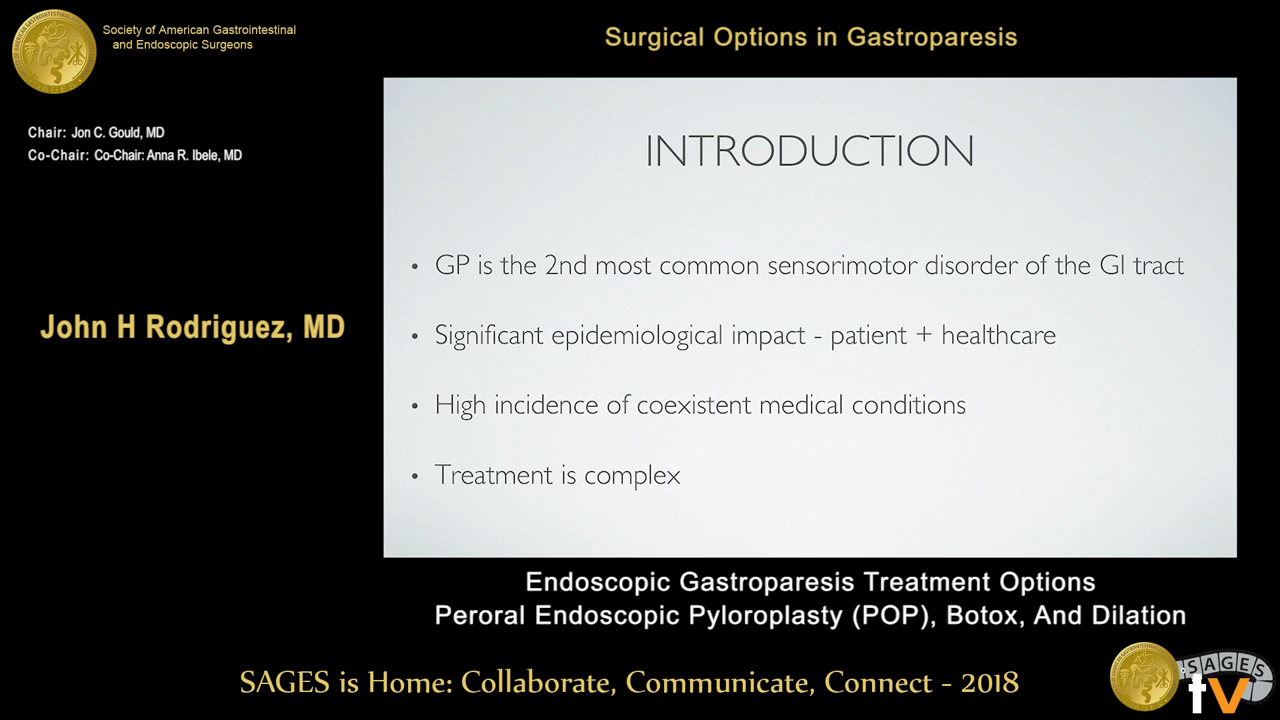 Society of American Gastrointestinal
and Endoscopic Surgeons
Surgical Options in Gastroparesis
Chair: Jon C. Gould, MD
Co-Chair: Co-Chair: Anna R. Ibele, MD
John H Rodriguez, MD
INTRODUCTION
• GP is the 2nd most common sensorimotor disorder of the GI tract
• Significant epidemiological impact - patient + healthcare
• High incidence of coexistent medical conditions
• Treatment is complex
Endoscopic Gastroparesis Treatment Options
Peroral Endoscopic Pyloroplasty (POP), Botox, And Dilation
SAGES is Home: Collaborate, Communicate, Connect - 2018
SAGES
tv